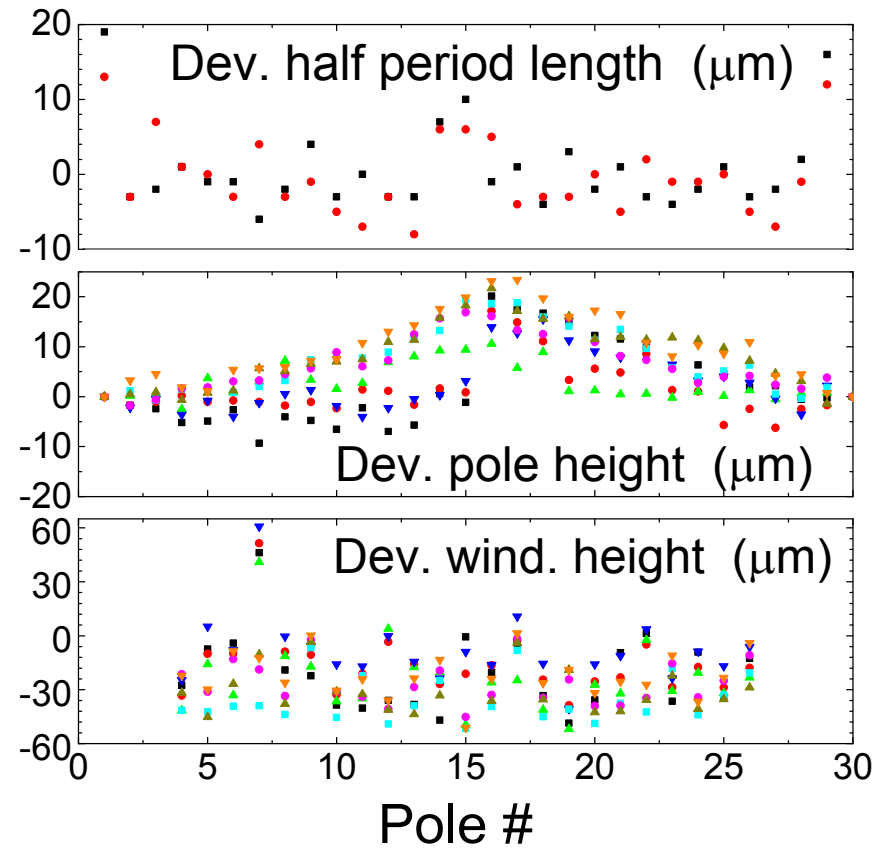 20
Dev. half period length (μm)
10
0
-10
20
10
0
-10
Dev. pole height (μm)
-20
60
Dev. wind. height (μm)
30
0
-30
-60
0 5 10 15 20 25 30
Pole #